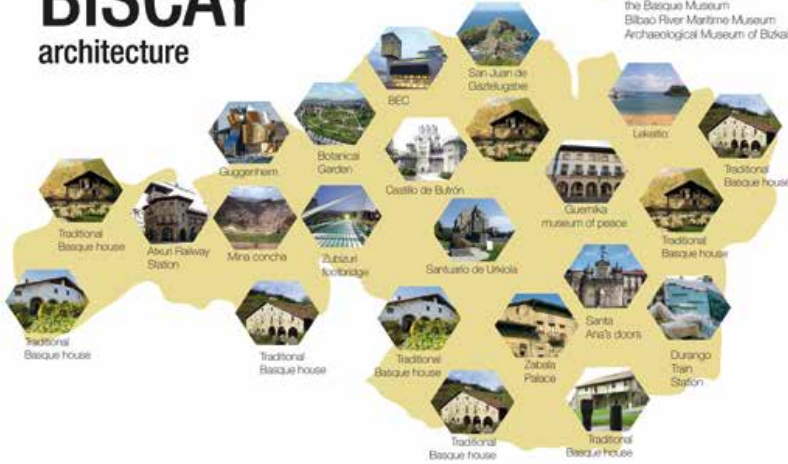 BISCAY
architecture
the Basque Museum
Bilbao River Maritime Museum
Archaeological Museum of Bizkai
San Juan de
Gaztelugatxe
BEC
Lekeitio
Botanical
Garden
Guggenheim
Castillo de Butrón
Traditional
Basque house
Guernika
museum of peace
Traditional
Basque house
Atxuri Railway
Station
Mina concha
Zubizuri
footbridge
Santuario de Urkiola
Traditional
Basque house
Santa
Ana's doors
Traditional
Basque house
Traditional
Basque house
Traditional
Basque house
Zabala
Palace
Durango
Train
Station
Traditional
Basque house
Traditional
Basque house